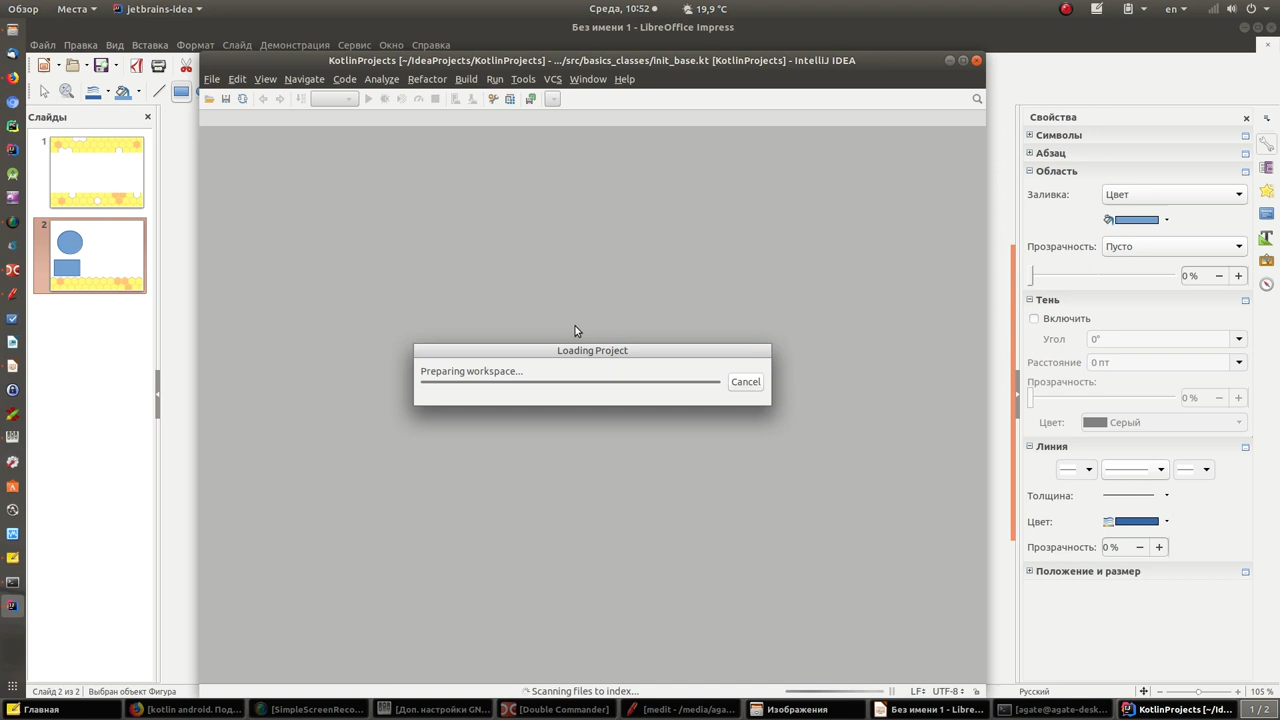 Обзор Места jetbrains-idea Среда, 10:52 19,9 °C en
Без имени 1 - LibreOffice Impress
Файл Правка Вид Вставка Формат Слайд Демонстрация Сервис Окно Справка
KotlinProjects [~/IdeaProjects/KotlinProjects] - .../src/basics_classes/init_base.kt [KotlinProjects] - IntelliJ IDEA
File Edit View Navigate Code Analyze Refactor Build Run Tools VCS Window Help
Слайды
1
2
Loading Project
Preparing workspace...
Cancel
Scanning files to index...
LF÷ UTF-8÷
Свойства
Символы
Абзац
Область
Заливка: Цвет
Прозрачность: Пусто
0 %
Тень
Включить
Угол 0°
Расстояние 0 пт
Прозрачность:
0 %
Цвет: Серый
Линия
Толщина:
Цвет:
Прозрачность: 0 %
Положение и размер
Слайд 2 из 2 Выбран объект Фигура
Русский
105 %
Главная [kotlin android. Под... [SimpleScreenReco... [Доп. настройки GN... [Double Commander] [medit - /media/aga... Изображения Без имени 1 - Libre... [agate@agate-desk... KotlinProjects [~/Id... 1 / 2